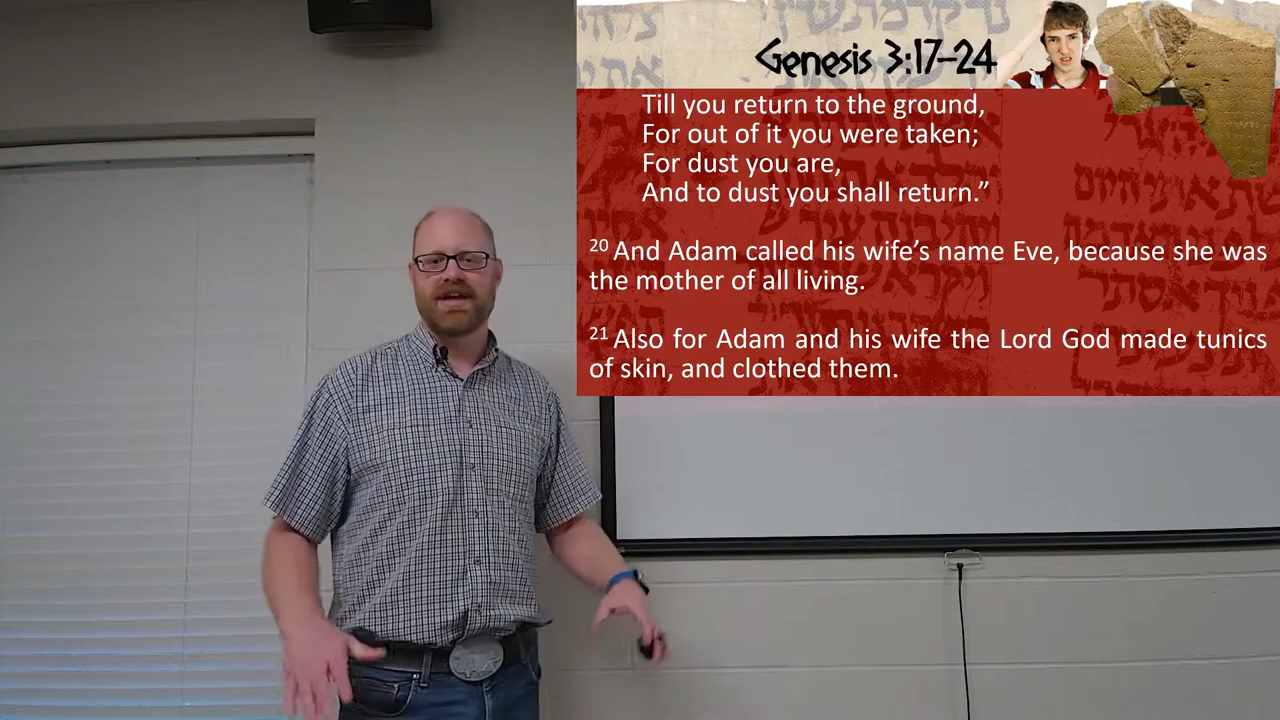 Genesis 3:17–24
Till you return to the ground,
For out of it you were taken;
For dust you are,
And to dust you shall return.”
20 And Adam called his wife’s name Eve, because she was
the mother of all living.
21 Also for Adam and his wife the Lord God made tunics
of skin, and clothed them.